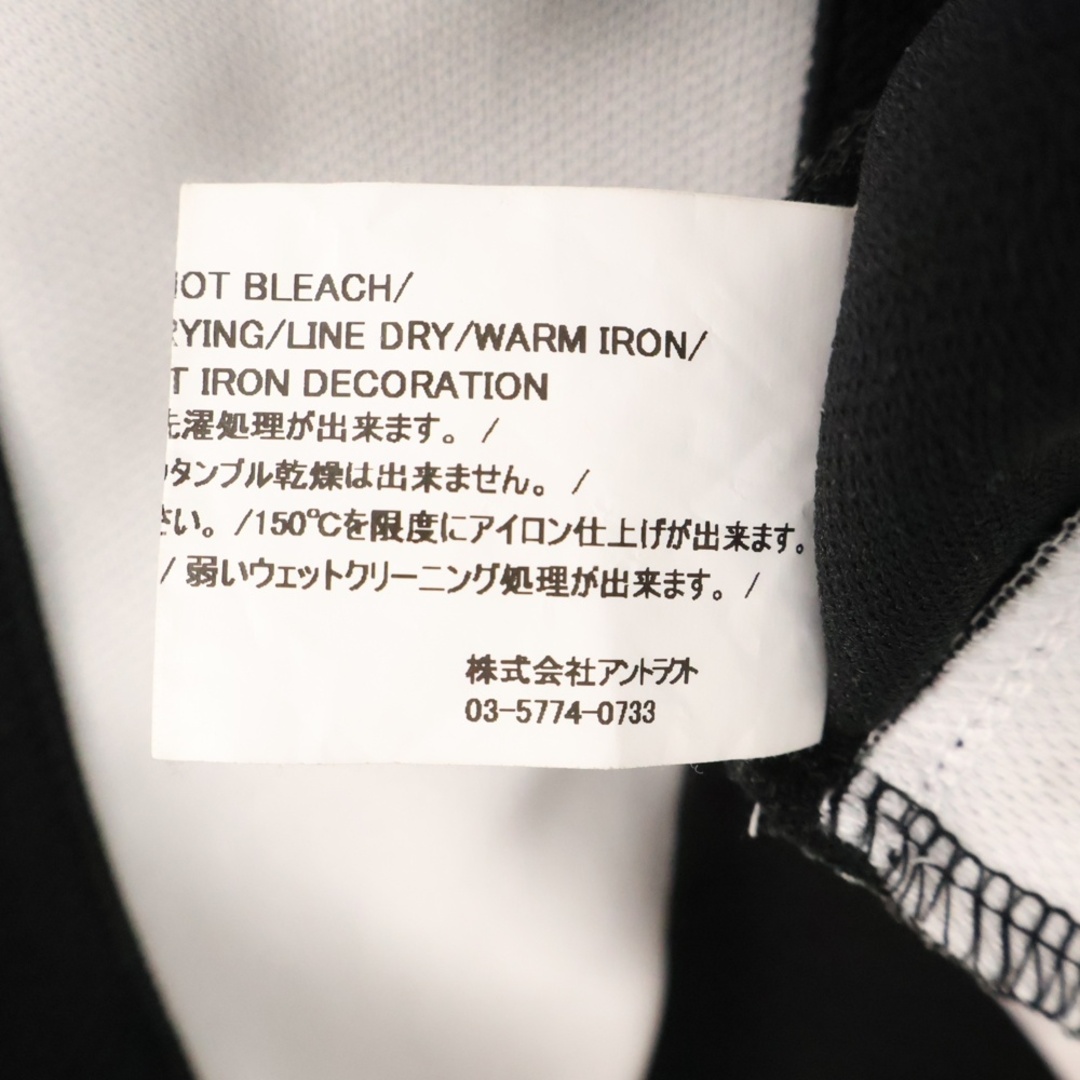 NOT BLEACH/
RYING/LINE DRY/WARM IRON/
T IRON DECORATION
洗濯処理が出来ます。/
タンブル乾燥は出来ません。/
さい。/150℃を限度にアイロン仕上げが出来ます。
/ 弱いウェットクリーニング処理が出来ます。/
株式会社アントラクト
03-5774-0733